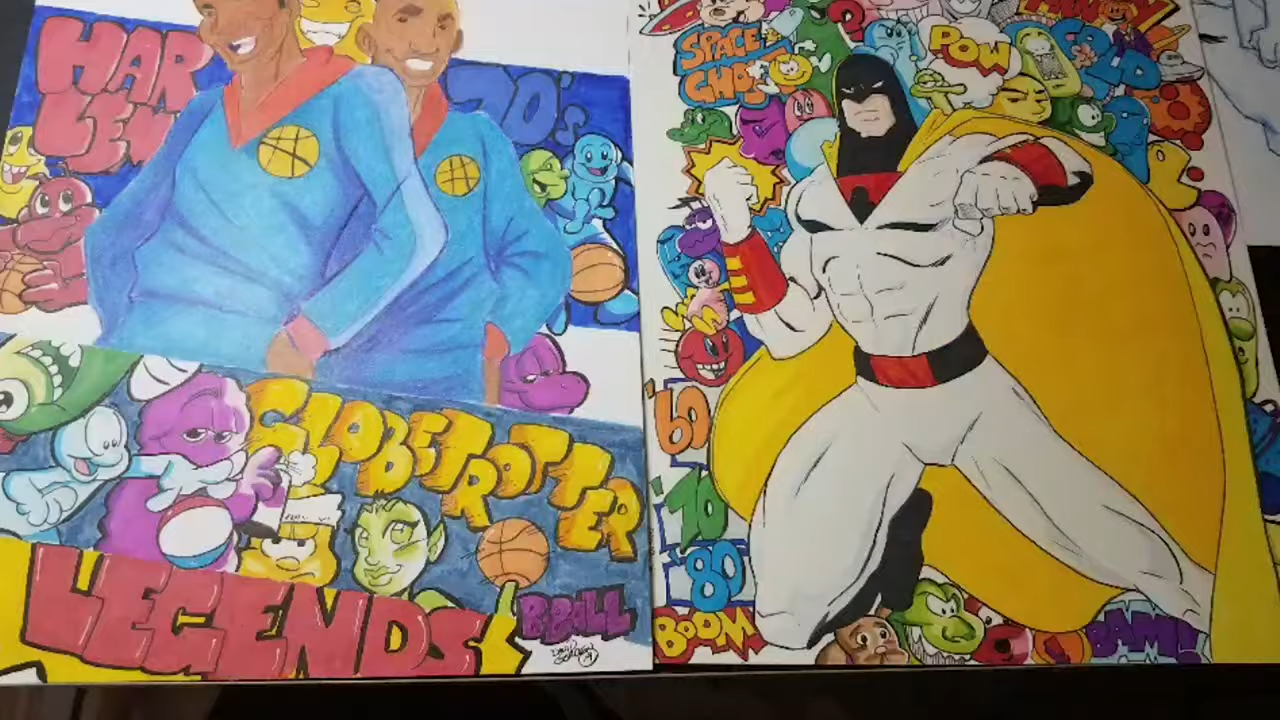 HAR
LEM
70's
GLOBETROTTER
LEGENDS
B-BALL
SPACE
GHOST
POW
'60
'70
'80
BOOM
BAM!